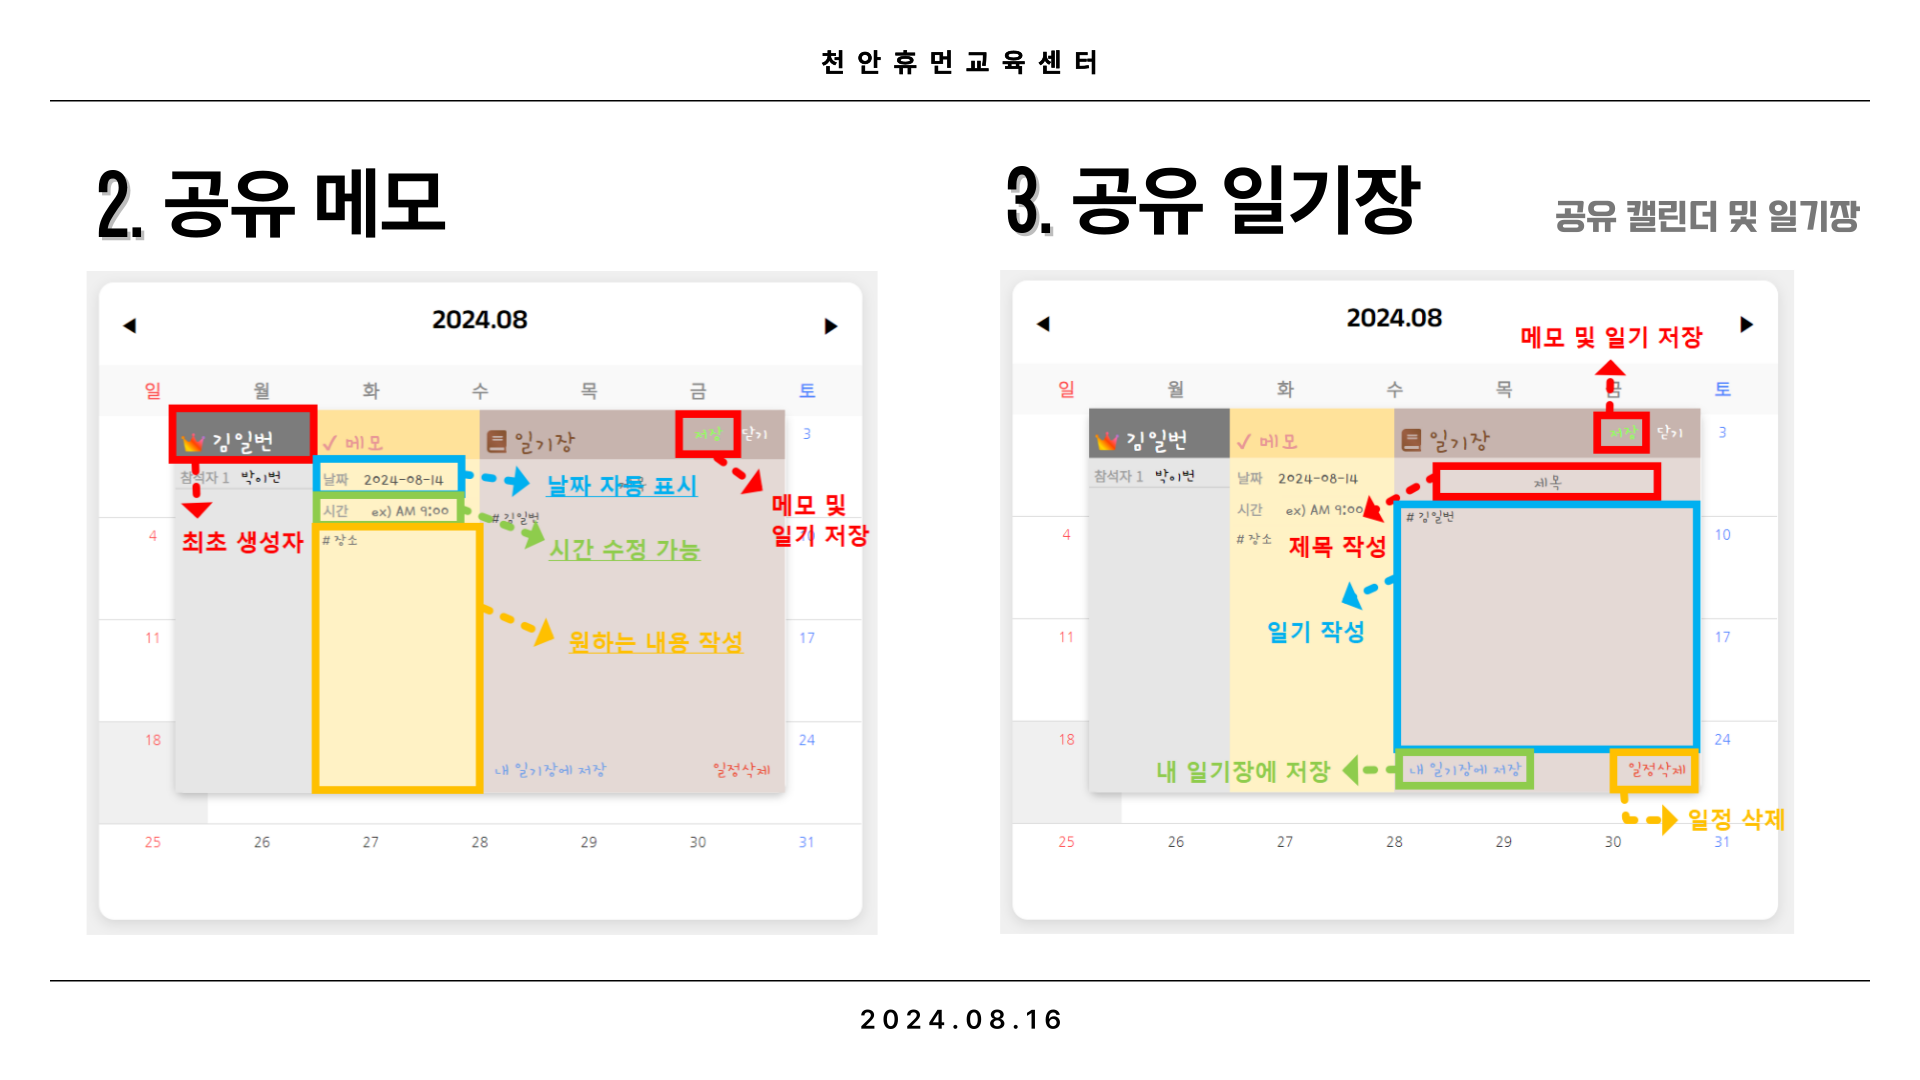 천안휴먼교육센터
2. 공유 메모
3. 공유 일기장
공유 캘린더 및 일기장
2024.08
일 월 화 수 목 금 토
김일번
메모
일기장
저장 닫기
3
참석자 1 박이번
날짜 2024-08-14
날짜 자동 표시
시간 ex) AM 9:00
# 김일번
메모 및
일기 저장
4
최초 생성자
# 장소
시간 수정 가능
10
11
원하는 내용 작성
17
18
24
내 일기장에 저장
일정삭제
25 26 27 28 29 30 31
2024.08
메모 및 일기 저장
일 월 화 수 목 금 토
김일번
메모
일기장
저장 닫기
3
참석자 1 박이번
날짜 2024-08-14
제목
시간 ex) AM 9:00
# 김일번
4
# 장소
제목 작성
10
11
일기 작성
17
18
24
내 일기장에 저장
내 일기장에 저장
일정삭제
일정 삭제
25 26 27 28 29 30 31
2024.08.16